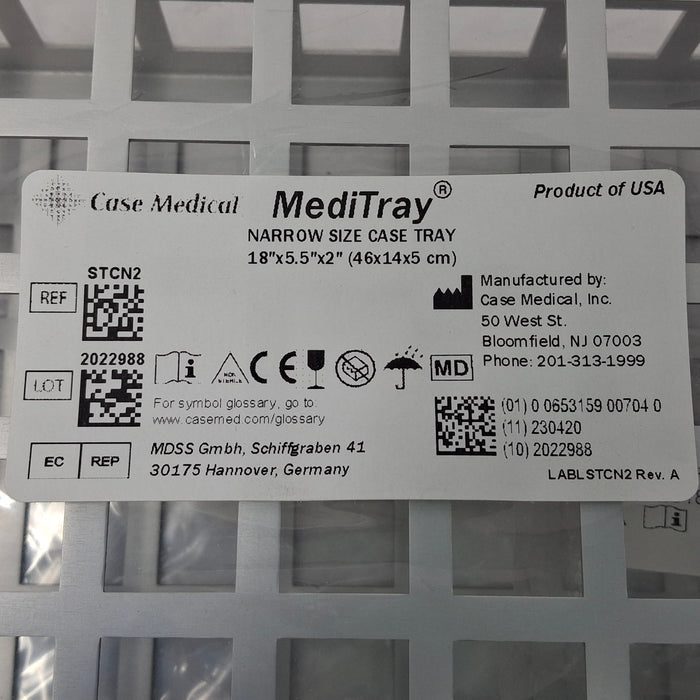 Case Medical
MediTray®
Product of USA
NARROW SIZE CASE TRAY
18"x5.5"x2" (46x14x5 cm)
STCN2
REF
Manufactured by:
Case Medical, Inc.
50 West St.
Bloomfield, NJ 07003
Phone: 201-313-1999
2022988
LOT
NON
STERILE
CE
MD
For symbol glossary, go to:
www.casemed.com/glossary
(01) 0 0653159 00704 0
(11) 230420
(10) 2022988
EC REP
MDSS Gmbh, Schiffgraben 41
30175 Hannover, Germany
LABLSTCN2 Rev. A